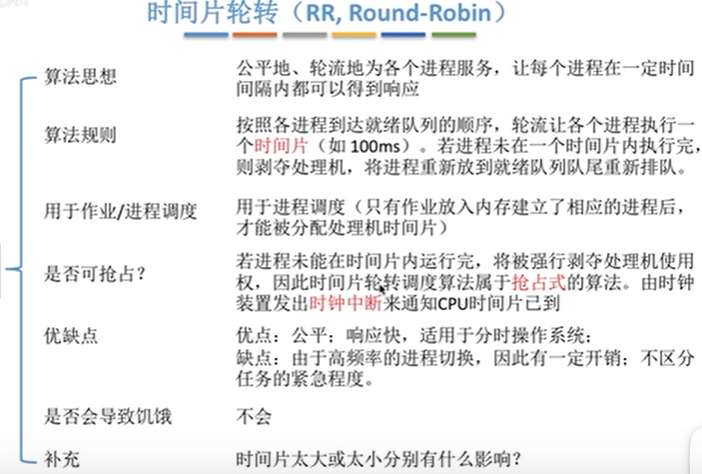 时间片轮转（RR, Round-Robin）
算法思想
公平地、轮流地为各个进程服务，让每个进程在一定时间
间隔内都可以得到响应
算法规则
按照各进程到达就绪队列的顺序，轮流让各个进程执行一
个时间片（如 100ms）。若进程未在一个时间片内执行完，
则剥夺处理机，将进程重新放到就绪队列队尾重新排队。
用于作业/进程调度
用于进程调度（只有作业放入内存建立了相应的进程后，
才能被分配处理机时间片）
是否可抢占？
若进程未能在时间片内运行完，将被强行剥夺处理机使用
权，因此时间片轮转调度算法属于抢占式的算法。由时钟
装置发出时钟中断来通知CPU时间片已到
优缺点
优点：公平；响应快，适用于分时操作系统；
缺点：由于高频率的进程切换，因此有一定开销；不区分
任务的紧急程度。
是否会导致饥饿
不会
补充
时间片太大或太小分别有什么影响？